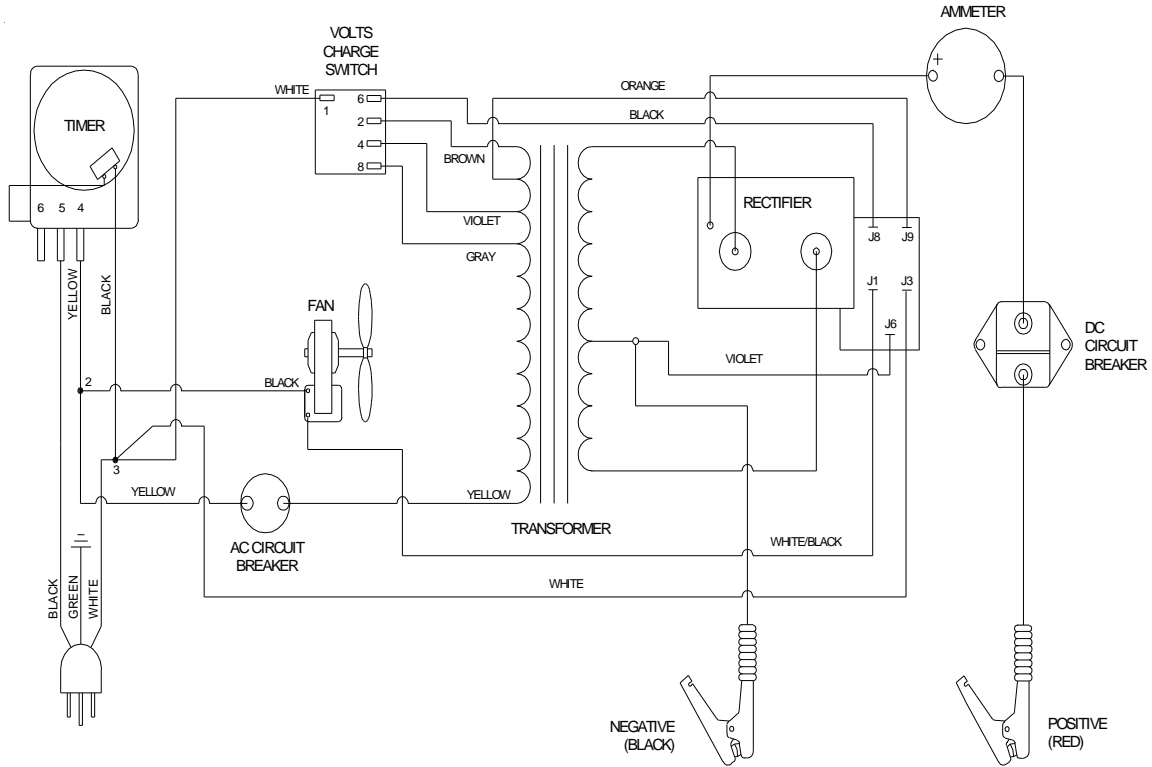 AMMETER
VOLTS
CHARGE
SWITCH
ORANGE
WHITE
6
1
2
BLACK
TIMER
4
BROWN
8
RECTIFIER
6 5 4
VIOLET
J8 J9
GRAY
YELLOW
BLACK
J1 J3
FAN
J6
DC
CIRCUIT
BREAKER
VIOLET
2
BLACK
3
YELLOW
YELLOW
TRANSFORMER
AC CIRCUIT
BREAKER
WHITE/BLACK
BLACK
GREEN
WHITE
WHITE
NEGATIVE
(BLACK)
POSITIVE
(RED)